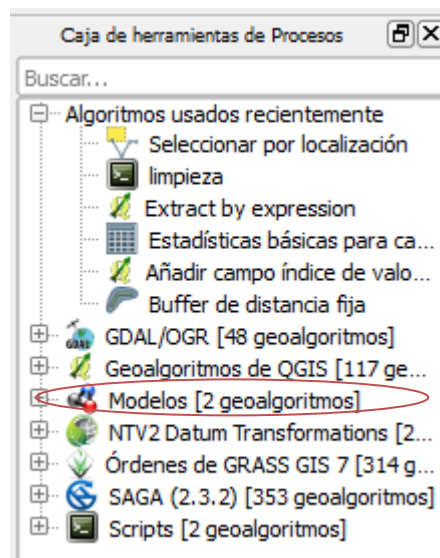 Caja de herramientas de Procesos
Buscar...
Algoritmos usados recientemente
Seleccionar por localización
limpieza
Extract by expression
Estadísticas básicas para ca...
Añadir campo índice de valo...
Buffer de distancia fija
GDAL/OGR [48 geoalgoritmos]
Geoalgoritmos de QGIS [117 ge...
Modelos [2 geoalgoritmos]
NTV2 Datum Transformations [2...
Órdenes de GRASS GIS 7 [314 g...
SAGA (2.3.2) [353 geoalgoritmos]
Scripts [2 geoalgoritmos]